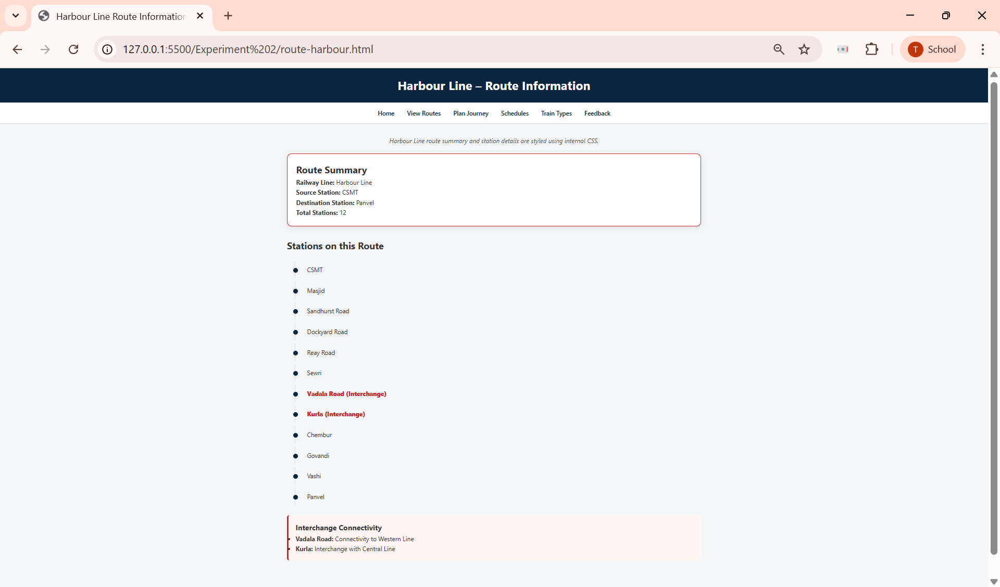 Harbour Line Route Information
127.0.0.1:5500/Experiment%202/route-harbour.html
T School
Harbour Line – Route Information
Home View Routes Plan Journey Schedules Train Types Feedback
Harbour Line route summary and station details are styled using internal CSS.
Route Summary
Railway Line: Harbour Line
Source Station: CSMT
Destination Station: Panvel
Total Stations: 12
Stations on this Route
CSMT
Masjid
Sandhurst Road
Dockyard Road
Reay Road
Sewri
Vadala Road (Interchange)
Kurla (Interchange)
Chembur
Govandi
Vashi
Panvel
Interchange Connectivity
Vadala Road: Connectivity to Western Line
Kurla: Interchange with Central Line